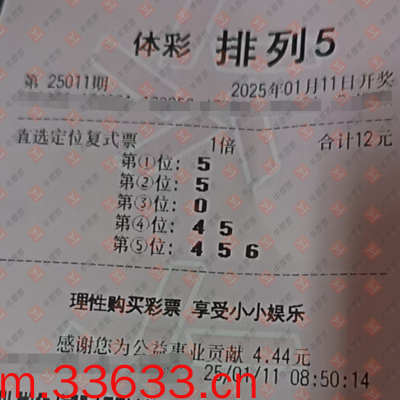 体彩 排列5
第 25011期 2025年01月11日开奖
直选定位复式票 1倍 合计12元
第①位: 5
第②位: 5
第③位: 0
第④位: 4 5
第⑤位: 4 5 6
理性购买彩票 享受小小娱乐
感谢您为公益事业贡献 4.44元
25/01/11 08:50:14
m.33633.cn